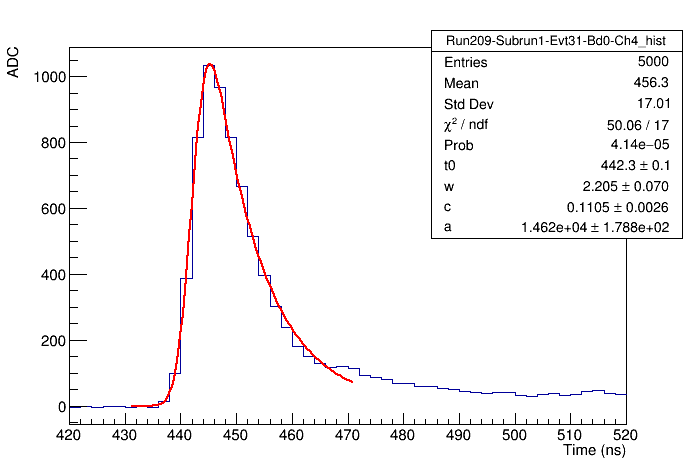 Run209-Subrun1-Evt31-Bd0-Ch4_hist
Entries 5000
Mean 456.3
Std Dev 17.01
χ² / ndf 50.06 / 17
Prob 4.14e−05
t0 442.3 ± 0.1
w 2.205 ± 0.070
c 0.1105 ± 0.0026
a 1.462e+04 ± 1.788e+02
ADC
1000
800
600
400
200
0
420 430 440 450 460 470 480 490 500 510 520
Time (ns)